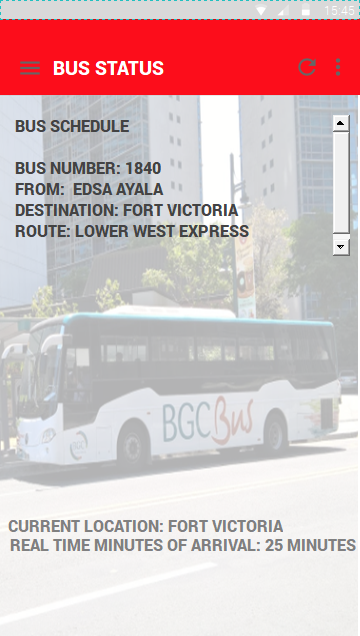 15:45
BUS STATUS
BUS SCHEDULE
BUS NUMBER: 1840
FROM: EDSA AYALA
DESTINATION: FORT VICTORIA
ROUTE: LOWER WEST EXPRESS
BGC Bus
BGC
CURRENT LOCATION: FORT VICTORIA
REAL TIME MINUTES OF ARRIVAL: 25 MINUTES